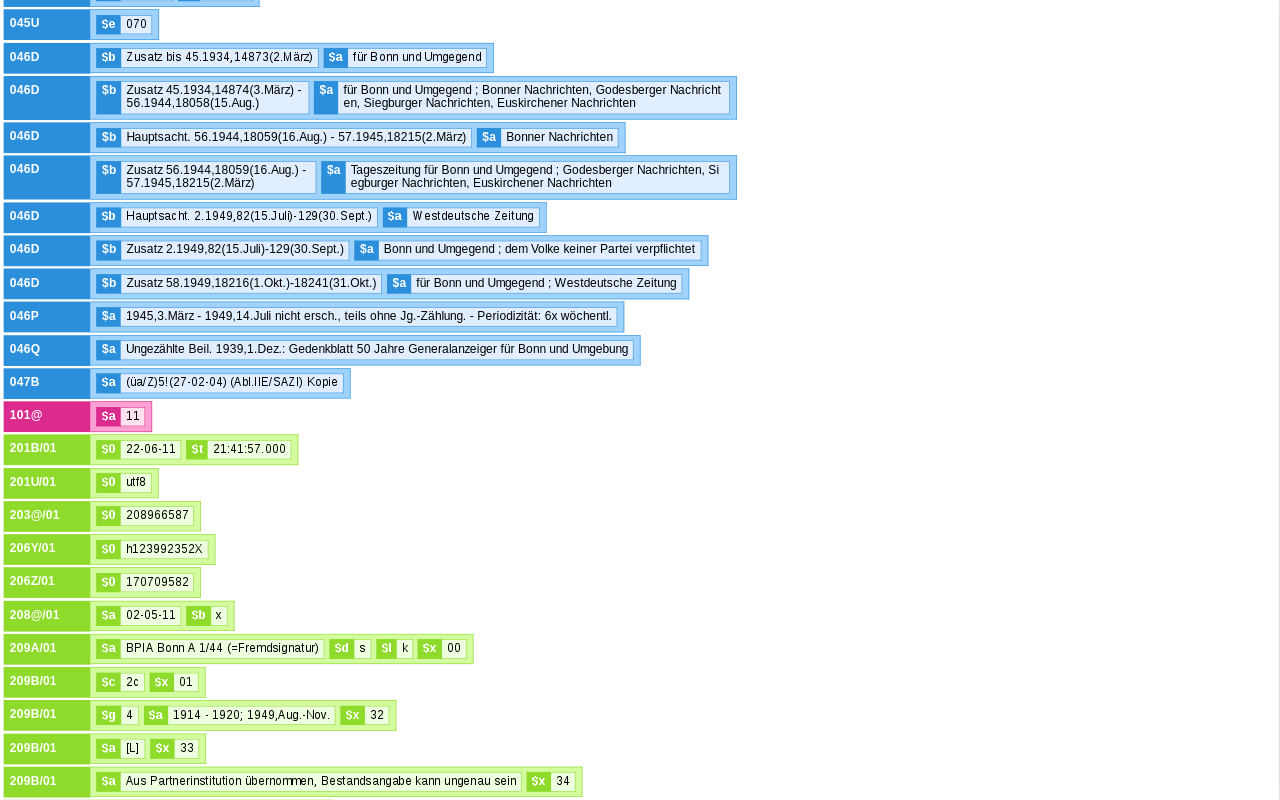 045U $e 070
046D $b Zusatz bis 45.1934,14873(2.März) $a für Bonn und Umgegend
046D $b Zusatz 45.1934,14874(3.März) - $a für Bonn und Umgegend ; Bonner Nachrichten, Godesberger Nachricht
56.1944,18058(15.Aug.) en, Siegburger Nachrichten, Euskirchener Nachrichten
046D $b Hauptsacht. 56.1944,18059(16.Aug.) - 57.1945,18215(2.März) $a Bonner Nachrichten
046D $b Zusatz 56.1944,18059(16.Aug.) - $a Tageszeitung für Bonn und Umgegend ; Godesberger Nachrichten, Si
57.1945,18215(2.März) egburger Nachrichten, Euskirchener Nachrichten
046D $b Hauptsacht. 2.1949,82(15.Juli)-129(30.Sept.) $a Westdeutsche Zeitung
046D $b Zusatz 2.1949,82(15.Juli)-129(30.Sept.) $a Bonn und Umgegend ; dem Volke keiner Partei verpflichtet
046D $b Zusatz 58.1949,18216(1.Okt.)-18241(31.Okt.) $a für Bonn und Umgegend ; Westdeutsche Zeitung
046P $a 1945,3.März - 1949,14.Juli nicht ersch., teils ohne Jg.-Zählung. - Periodizität: 6x wöchentl.
046Q $a Ungezählte Beil. 1939,1.Dez.: Gedenkblatt 50 Jahre Generalanzeiger für Bonn und Umgebung
047B $a (üa/Z)5!(27-02-04) (Abl.IIE/SAZI) Kopie
101@ $a 11
201B/01 $0 22-06-11 $t 21:41:57.000
201U/01 $0 utf8
203@/01 $0 208966587
206Y/01 $0 h123992352X
206Z/01 $0 170709582
208@/01 $a 02-05-11 $b x
209A/01 $a BPIA Bonn A 1/44 (=Fremdsignatur) $d s $l k $x 00
209B/01 $c 2c $x 01
209B/01 $g 4 $a 1914 - 1920; 1949,Aug.-Nov. $x 32
209B/01 $a [L] $x 33
209B/01 $a Aus Partnerinstitution übernommen, Bestandsangabe kann ungenau sein $x 34